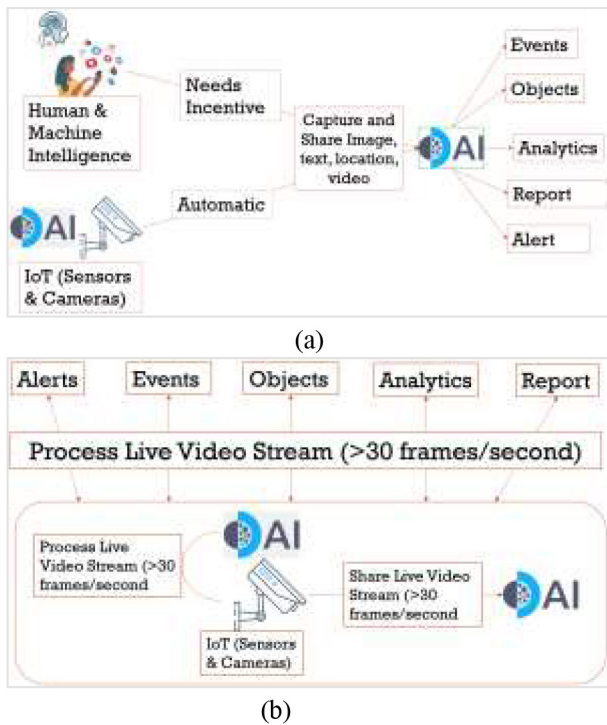 Human &
Machine
Intelligence
Needs
Incentive
AI
IoT (Sensors
& Cameras)
Automatic
Capture and
Share Image,
text, location,
video
AI
Events
Objects
Analytics
Report
Alert
(a)
Alerts
Events
Objects
Analytics
Report
Process Live Video Stream (>30 frames/second)
Process Live
Video Stream (>30
frames/second
AI
IoT (Sensors
& Cameras)
Share Live Video
Stream (>30
frames/second
AI
(b)